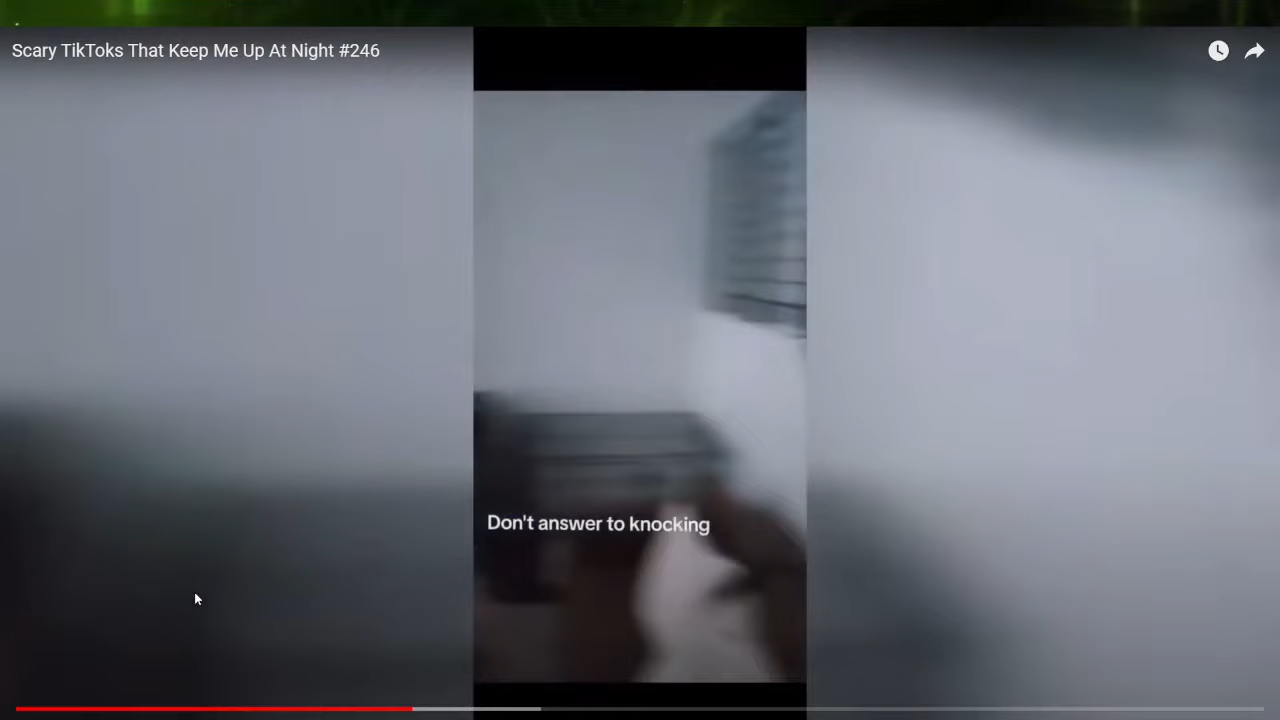 Scary TikToks That Keep Me Up At Night #246
Don't answer to knocking